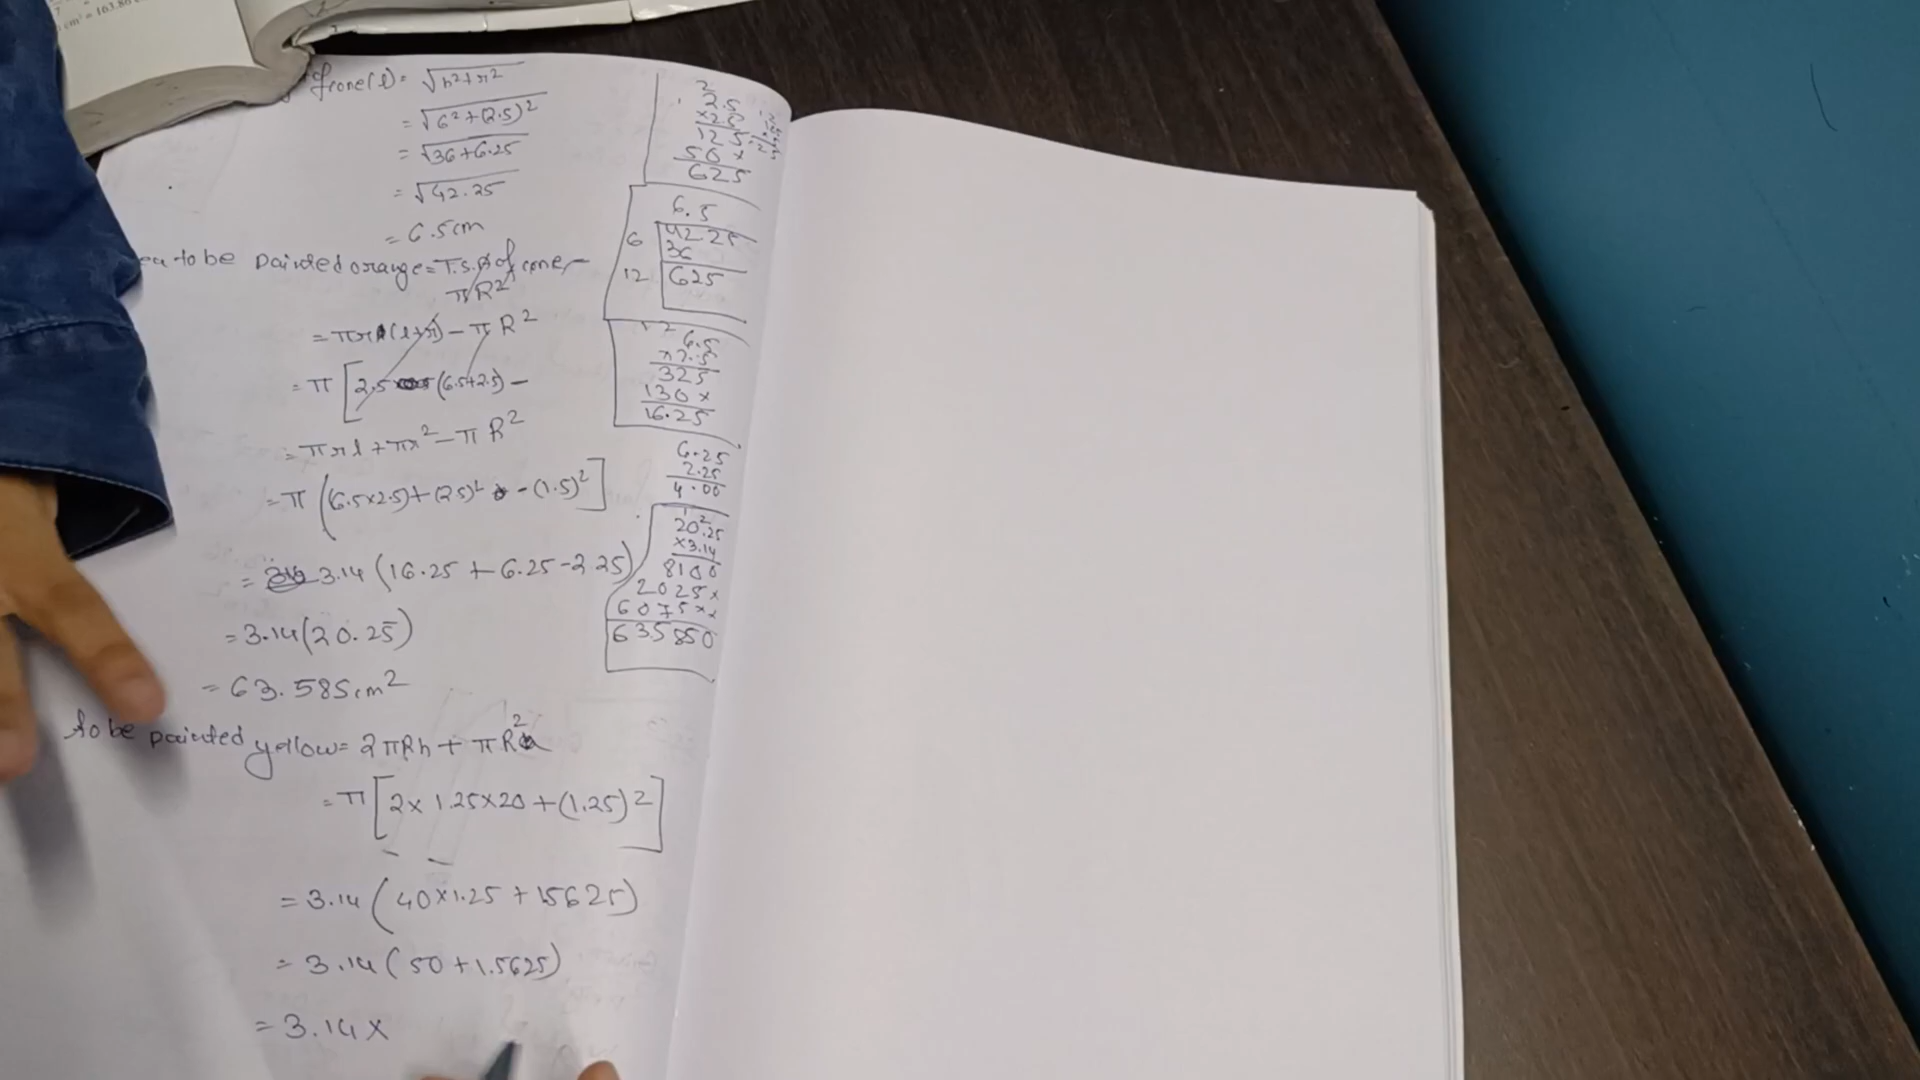 of cone(l) = √h²+r²
= √6²+(2.5)²
= √36+6.25
= √42.25
= 6.5cm
to be painted orange = T.S.A of cone -
πR²
= πr(l+r) - πR²
= π[2.5 (6.5+2.5) -
= πrl + πr² - πR²
= π(6.5×2.5)+(2.5)² - (1.5)²]
= 3.14 (16.25 + 6.25 - 2.25)
= 3.14(20.25)
= 63.585cm²
to be painted yellow = 2πRh + πR²
= π[2×1.25×20+(1.25)²]
= 3.14(40×1.25 + 1.5625)
= 3.14(50+1.5625)
= 3.14×
2
2.5
×2.5
125
50×
625
6.5
6 42 25
36
12 625
1 2
6.5
×2.5
325
130×
16.25
6.25
2.25
4.00
20.25
×3.14
8100
2025×
6075××
635850